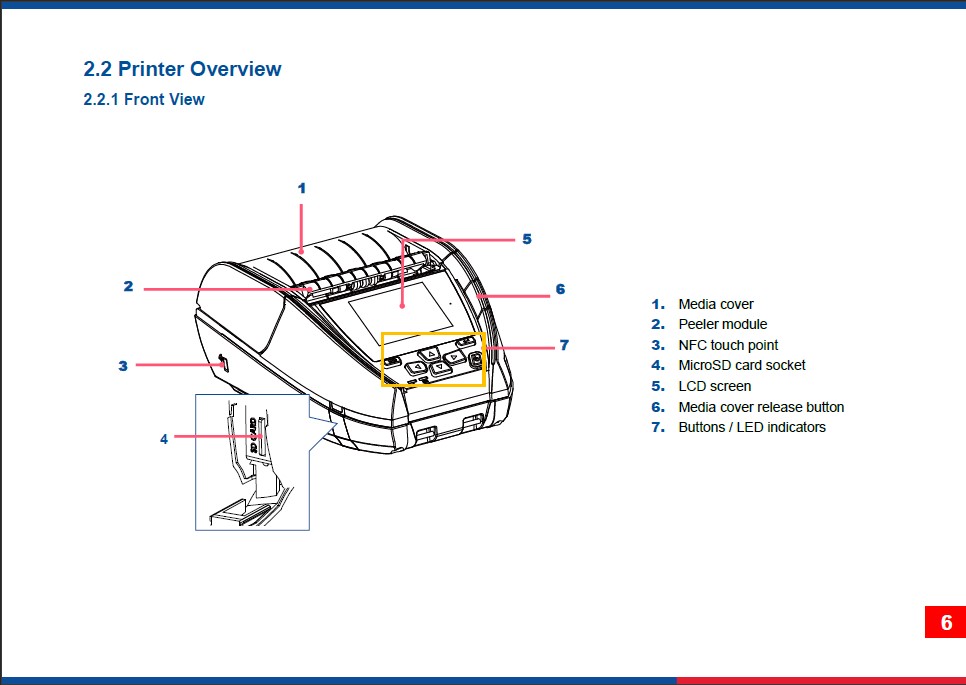 2.2 Printer Overview
2.2.1 Front View
1
5
2
6
7
3
4
SD CARD
1. Media cover
2. Peeler module
3. NFC touch point
4. MicroSD card socket
5. LCD screen
6. Media cover release button
7. Buttons / LED indicators
6